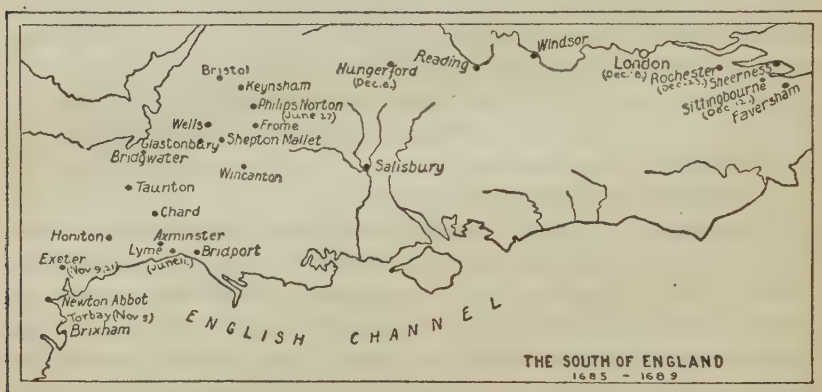 Bristol
Keynsham
Philips Norton
(June 27)
Wells
Frome
Glastonbury
Shepton Mallet
Bridgwater
Wincanton
Taunton
Chard
Honiton
Axminster
Lyme
(June 11.)
Bridport
Exeter
(Nov 9, 21)
Newton Abbot
Torbay (Nov 5)
Brixham
Hungerford
(Dec. 8.)
Reading
Windsor
London
(Dec. 18)
Rochester
(Dec. 23.)
Sheerness
Sittingbourne
(Dec 12.)
Faversham
Salisbury
ENGLISH CHANNEL
THE SOUTH OF ENGLAND
1685 - 1689